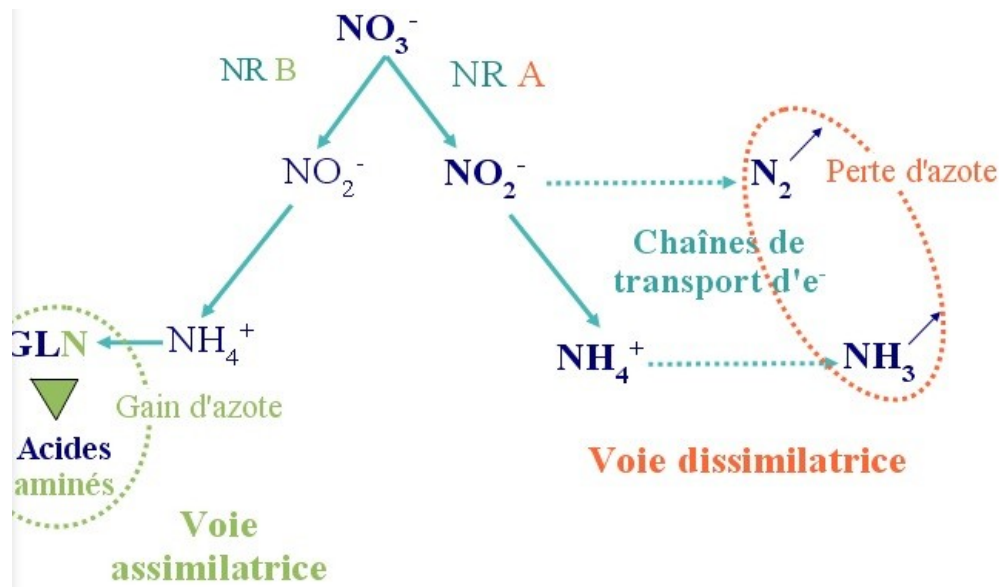 NO₃⁻
NR B
NR A
NO₂⁻
NO₂⁻
N₂
Perte d'azote
Chaînes de
transport d'e⁻
GLN
NH₄⁺
NH₄⁺
NH₃
Gain d'azote
Acides
aminés
Voie dissimilatrice
Voie
assimilatrice